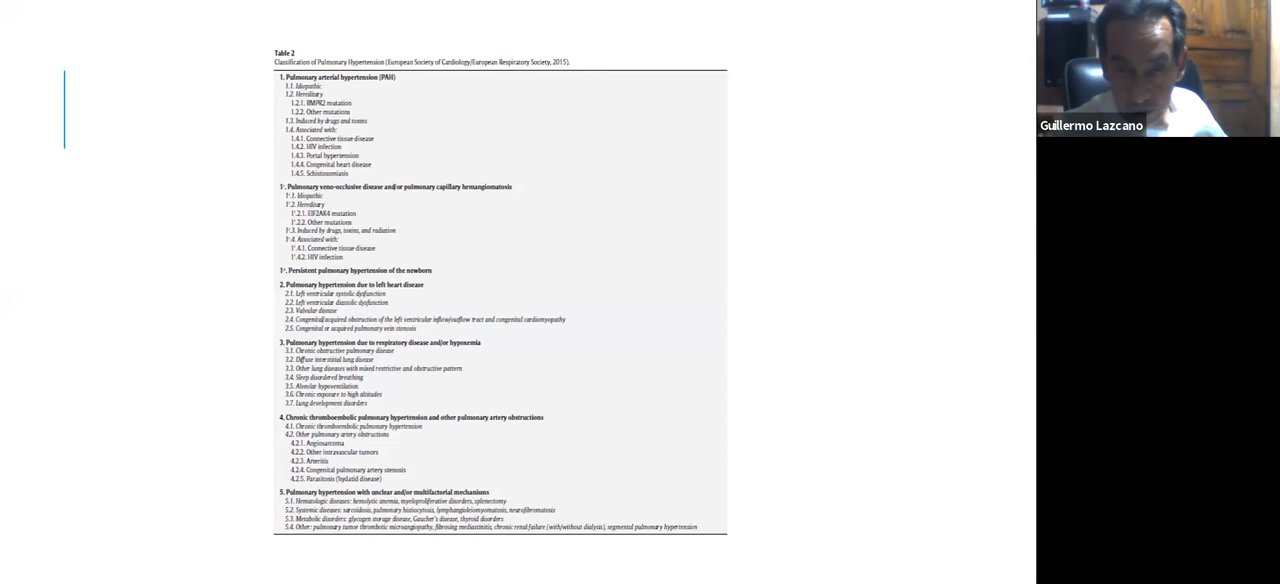 Table 2
Classification of Pulmonary Hypertension (European Society of Cardiology/European Respiratory Society, 2015).
1. Pulmonary arterial hypertension (PAH)
1.1. Idiopathic
1.2. Hereditary
1.2.1. BMPR2 mutation
1.2.2. Other mutations
1.3. Induced by drugs and toxins
1.4. Associated with:
1.4.1. Connective tissue disease
1.4.2. HIV infection
1.4.3. Portal hypertension
1.4.4. Congenital heart disease
1.4.5. Schistosomiasis
1'. Pulmonary veno-occlusive disease and/or pulmonary capillary hemangiomatosis
1'.1. Idiopathic
1'.2. Hereditary
1'.2.1. EIF2AK4 mutation
1'.2.2. Other mutations
1'.3. Induced by drugs, toxins, and radiation
1'.4. Associated with:
1'.4.1. Connective tissue disease
1'.4.2. HIV infection
1". Persistent pulmonary hypertension of the newborn
2. Pulmonary hypertension due to left heart disease
2.1. Left ventricular systolic dysfunction
2.2. Left ventricular diastolic dysfunction
2.3. Valvular disease
2.4. Congenital/acquired obstruction of the left ventricular inflow/outflow tract and congenital cardiomyopathy
2.5. Congenital or acquired pulmonary vein stenosis
3. Pulmonary hypertension due to respiratory disease and/or hypoxemia
3.1. Chronic obstructive pulmonary disease
3.2. Diffuse interstitial lung disease
3.3. Other lung diseases with mixed restrictive and obstructive pattern
3.4. Sleep disordered breathing
3.5. Alveolar hypoventilation
3.6. Chronic exposure to high altitudes
3.7. Lung development disorders
4. Chronic thromboembolic pulmonary hypertension and other pulmonary artery obstructions
4.1. Chronic thromboembolic pulmonary hypertension
4.2. Other pulmonary artery obstructions
4.2.1. Angiosarcoma
4.2.2. Other intravascular tumors
4.2.3. Arteritis
4.2.4. Congenital pulmonary artery stenosis
4.2.5. Parasitosis (hydatid disease)
5. Pulmonary hypertension with unclear and/or multifactorial mechanisms
5.1. Hematologic diseases: hemolytic anemia, myeloproliferative disorders, splenectomy
5.2. Systemic diseases: sarcoidosis, pulmonary histiocytosis, lymphangioleiomyomatosis, neurofibromatosis
5.3. Metabolic disorders: glycogen storage disease, Gaucher's disease, thyroid disorders
5.4. Other: pulmonary tumor thrombotic microangiopathy, fibrosing mediastinitis, chronic renal failure (with/without dialysis), segmental pulmonary hypertension
Guillermo Lazcano